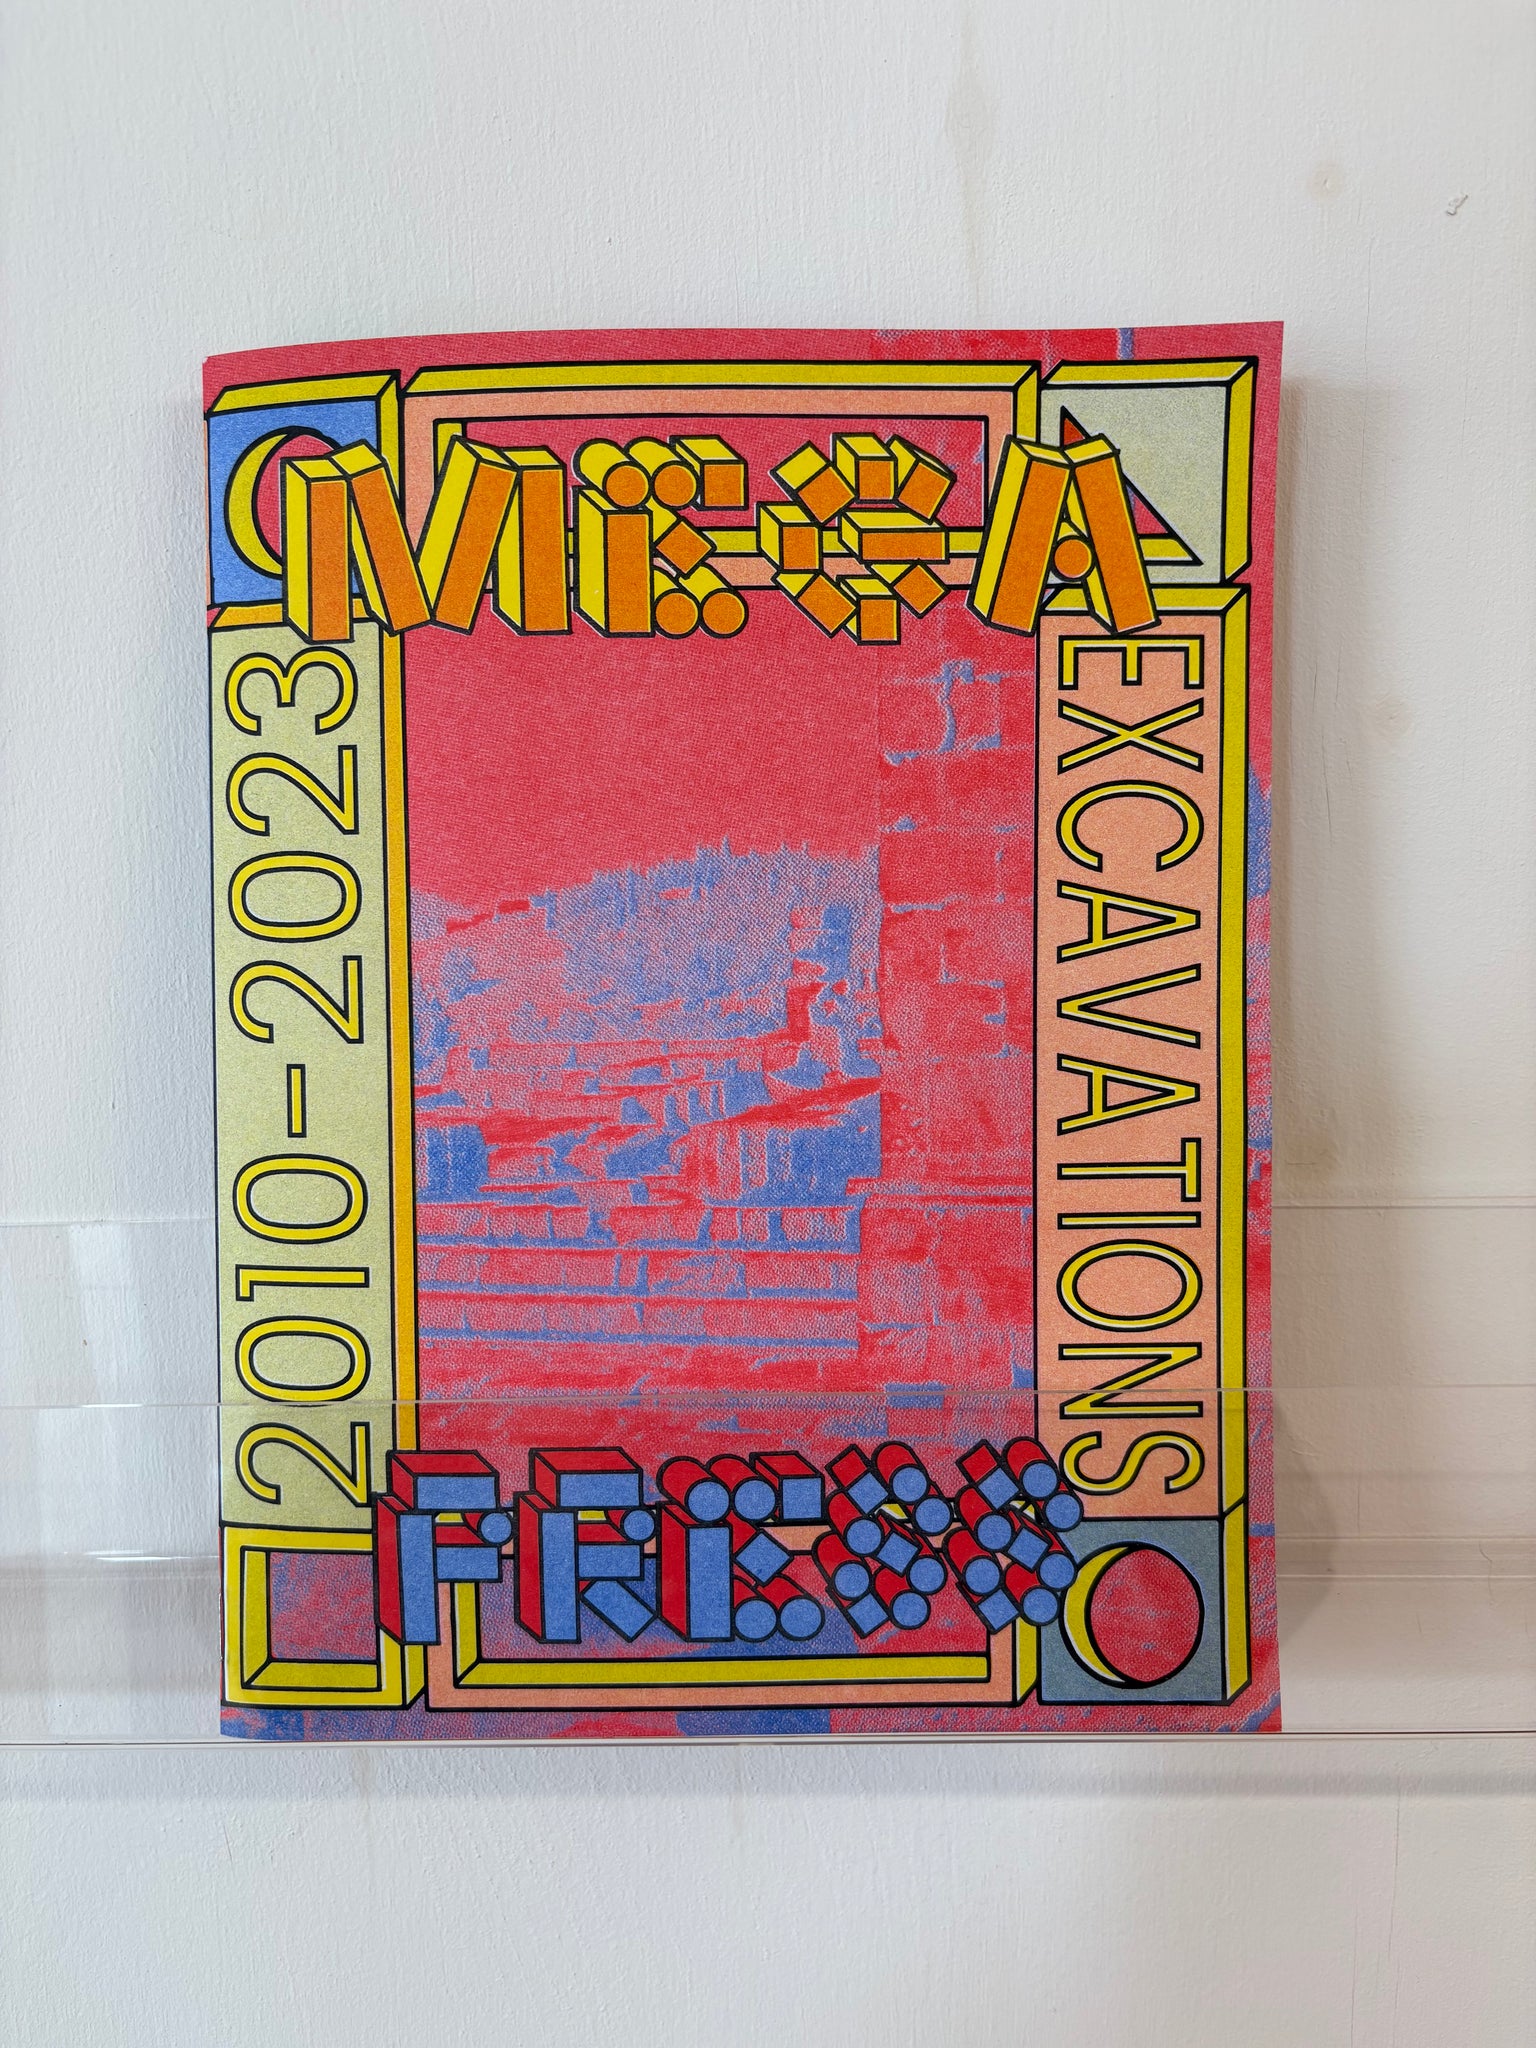 MEGA
EXCAVATIONS
2010-2023
PRESS